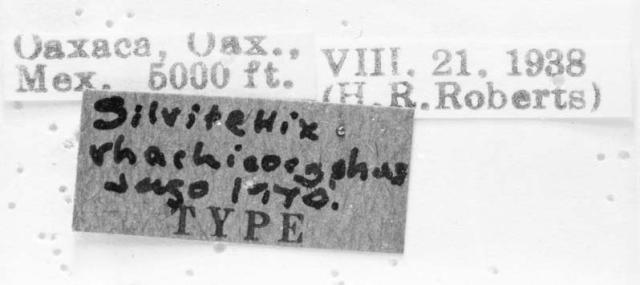 Oaxaca, Oax.,
Mex. 5000 ft.
VIII. 21. 1938
(H.R.Roberts)
Silvitettix
rhachicoryphus
Jago 1970.
TYPE